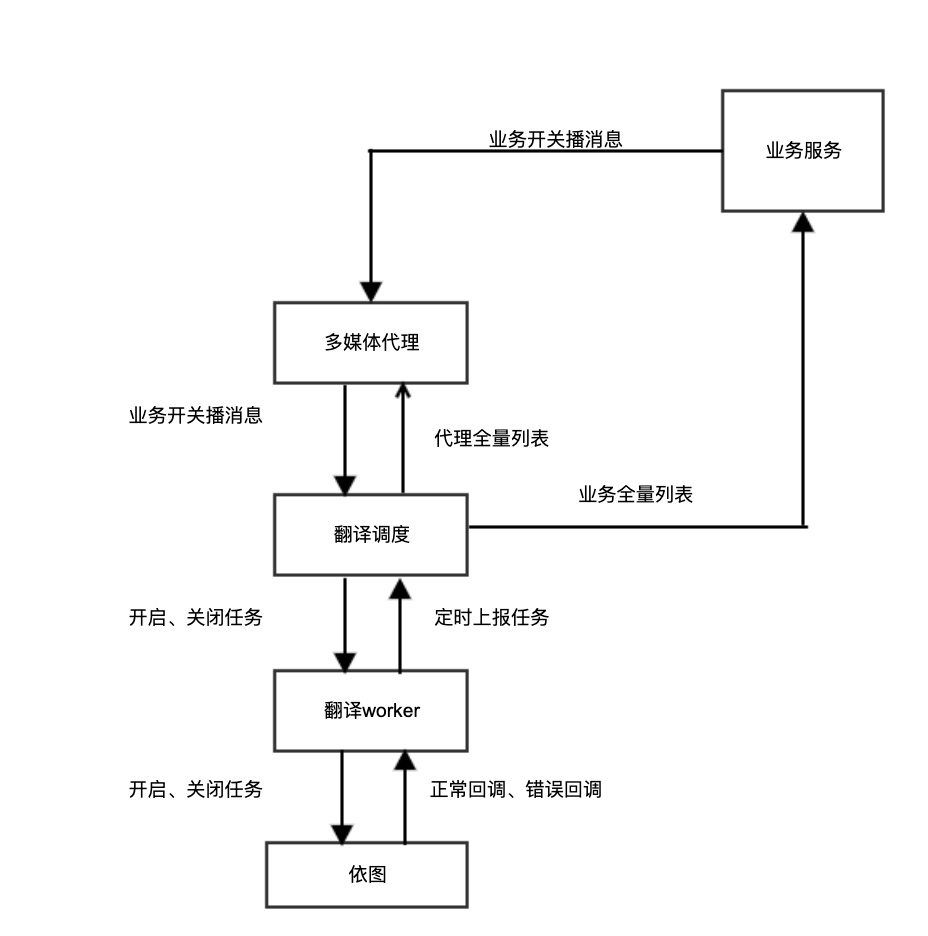 业务开关播消息
业务服务
多媒体代理
业务开关播消息
代理全量列表
业务全量列表
翻译调度
开启、关闭任务
定时上报任务
翻译worker
开启、关闭任务
正常回调、错误回调
依图